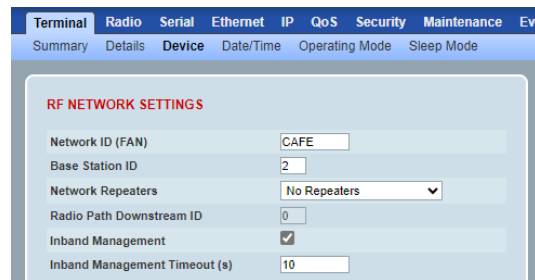 Terminal Radio Serial Ethernet IP QoS Security Maintenance Ev
Summary Details Device Date/Time Operating Mode Sleep Mode
RF NETWORK SETTINGS
Network ID (FAN) CAFE
Base Station ID 2
Network Repeaters No Repeaters
Radio Path Downstream ID 0
Inband Management
Inband Management Timeout (s) 10